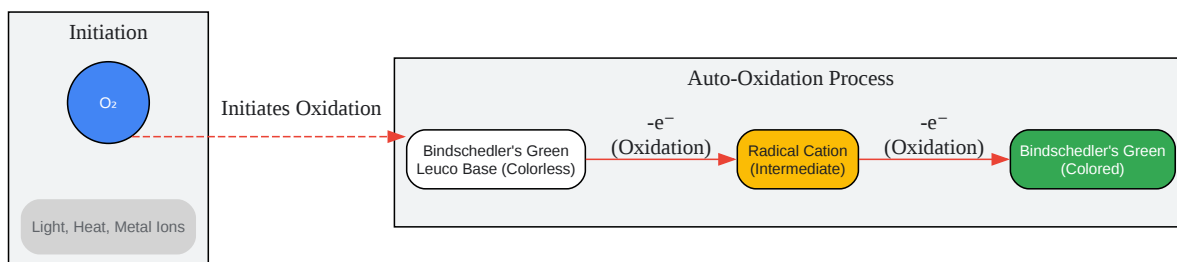 Initiation
O₂
Light, Heat, Metal Ions
Initiates Oxidation
Auto-Oxidation Process
Bindschedler's Green
Leuco Base (Colorless)
-e⁻
(Oxidation)
Radical Cation
(Intermediate)
-e⁻
(Oxidation)
Bindschedler's Green
(Colored)